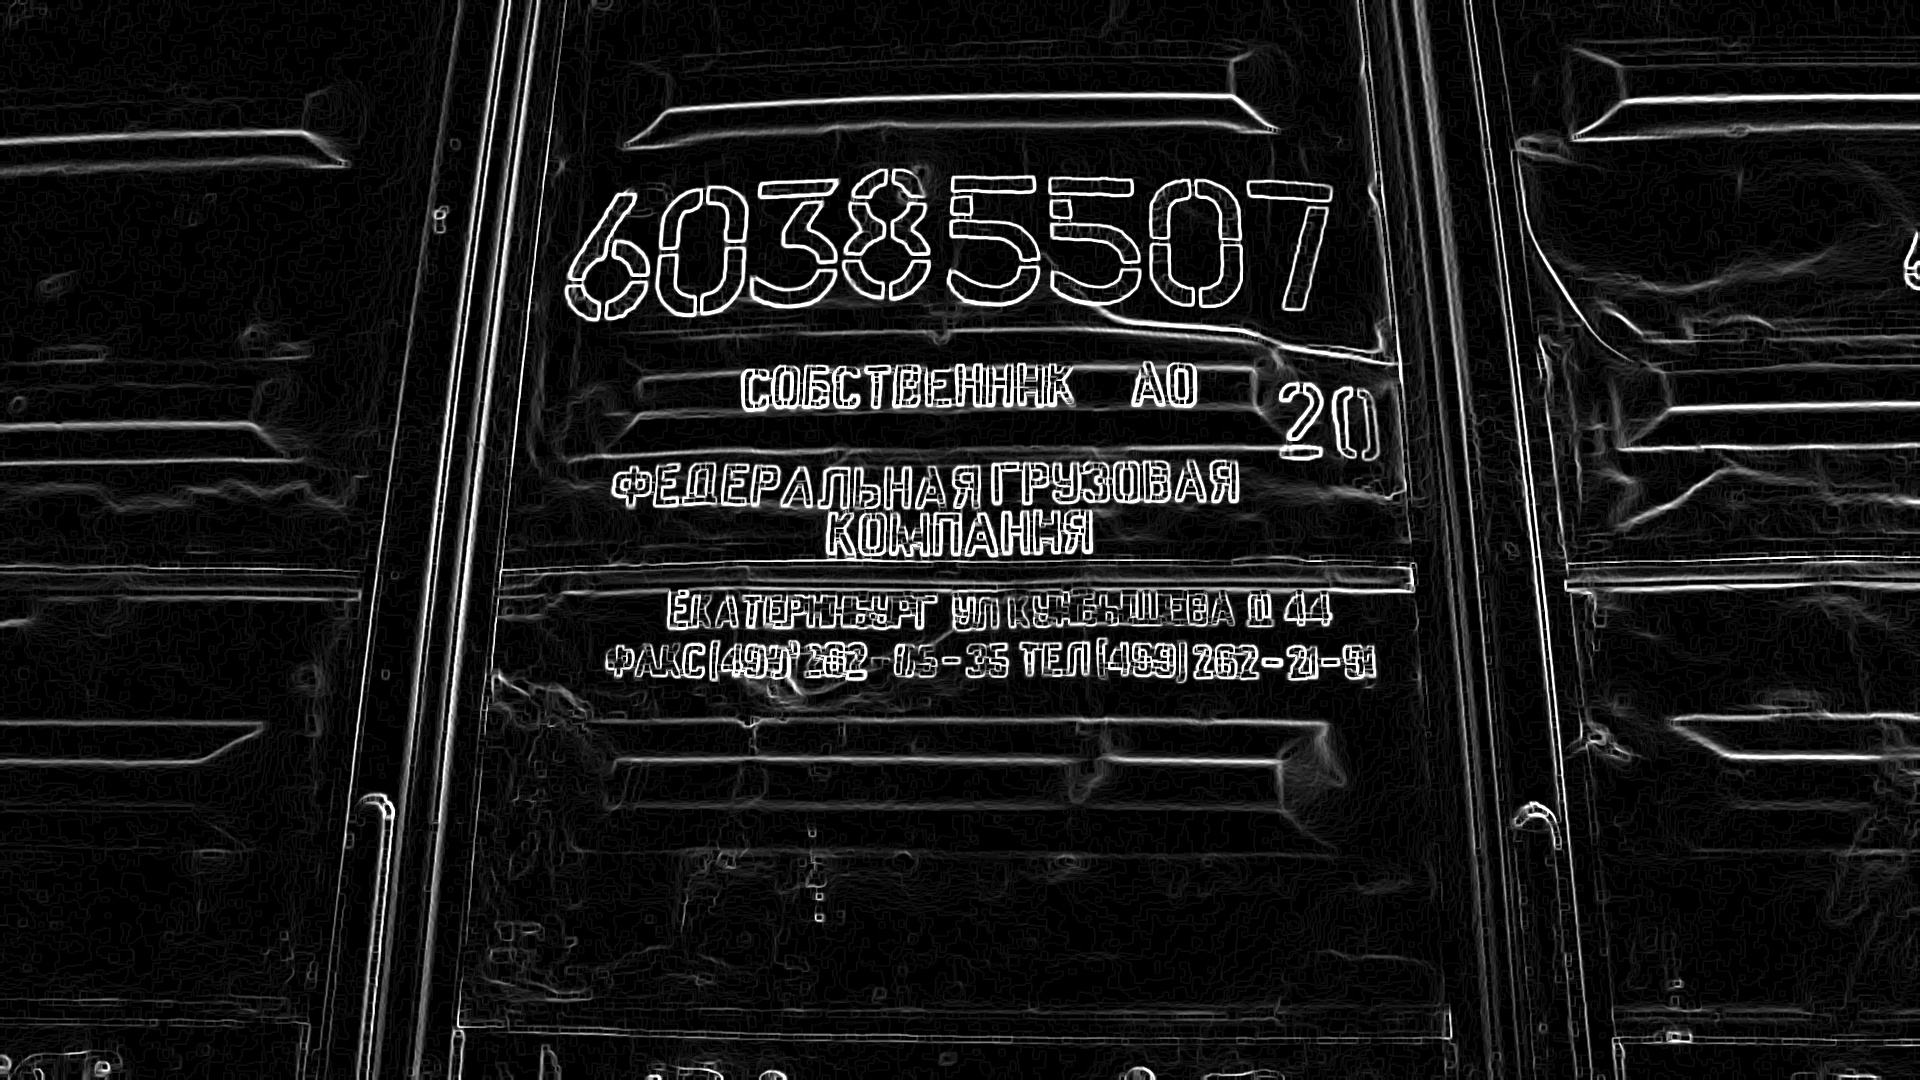 60385507
СОБСТВЕННИК АО
20
ФЕДЕРАЛЬНАЯ ГРУЗОВАЯ
КОМПАНИЯ
ЕКАТЕРИНБУРГ УЛ КУЙБЫШЕВА Д 44
ФАКС (499) 262-05-35 ТЕЛ (499) 262-21-91